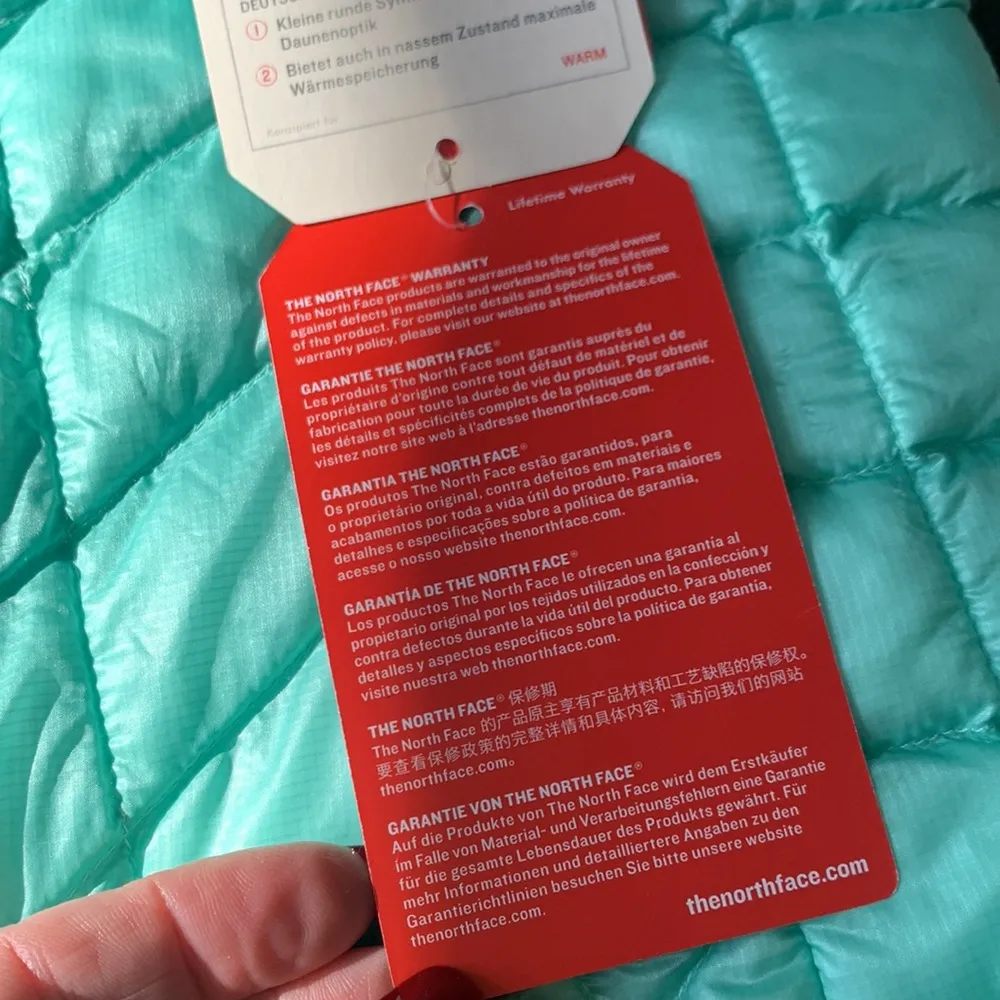 ① Kleine runde
Daunenoptik
② Bietet auch in nassem Zustand maximale
Wärmespeicherung
WARM
Konzipiert für
Lifetime Warranty
THE NORTH FACE® WARRANTY
The North Face products are warranted to the original owner
against defects in materials and workmanship for the lifetime
of the product. For complete details and specifics of the
warranty policy, please visit our website at thenorthface.com.
GARANTIE THE NORTH FACE®
Les produits The North Face sont garantis auprès du
propriétaire d'origine contre tout défaut de matériel et de
fabrication pour toute la durée de vie du produit. Pour obtenir
les détails et spécificités complets de la politique de garantie,
visitez notre site web à l'adresse thenorthface.com.
GARANTIA THE NORTH FACE®
Os produtos The North Face estão garantidos, para
o proprietário original, contra defeitos em materiais e
acabamentos por toda a vida útil do produto. Para maiores
detalhes e especificações sobre a política de garantia,
acesse o nosso website thenorthface.com.
GARANTÍA DE THE NORTH FACE®
Los productos The North Face le ofrecen una garantía al
propietario original por los tejidos utilizados en la confección y
contra defectos durante la vida útil del producto. Para obtener
detalles y aspectos específicos sobre la política de garantía,
visite nuestra web thenorthface.com.
THE NORTH FACE® 保修期
The North Face 的产品原主享有产品材料和工艺缺陷的保修权。
要查看保修政策的完整详情和具体内容, 请访问我们的网站
thenorthface.com。
GARANTIE VON THE NORTH FACE®
Auf die Produkte von The North Face wird dem Erstkäufer
im Falle von Material- und Verarbeitungsfehlern eine Garantie
für die gesamte Lebensdauer des Produkts gewährt. Für
mehr Informationen und detailliertere Angaben zu den
Garantierichtlinien besuchen Sie bitte unsere website
thenorthface.com.
thenorthface.com